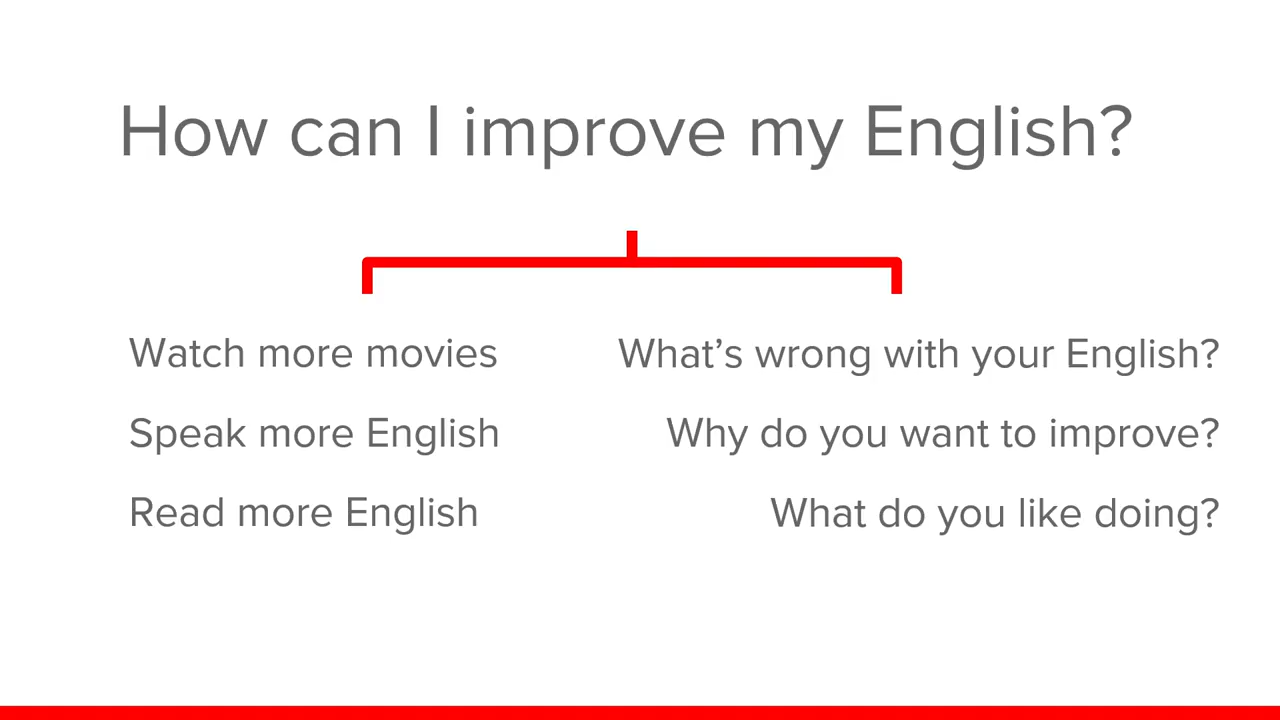 How can I improve my English?
Watch more movies
Speak more English
Read more English
What’s wrong with your English?
Why do you want to improve?
What do you like doing?